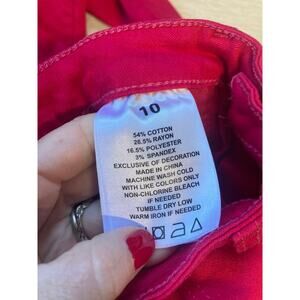 10
54% COTTON
26.5% RAYON
16.5% POLYESTER
3% SPANDEX
EXCLUSIVE OF DECORATION
MADE IN CHINA
MACHINE WASH COLD
WITH LIKE COLORS ONLY
NON-CHLORINE BLEACH
IF NEEDED
TUMBLE DRY LOW
WARM IRON IF NEEDED